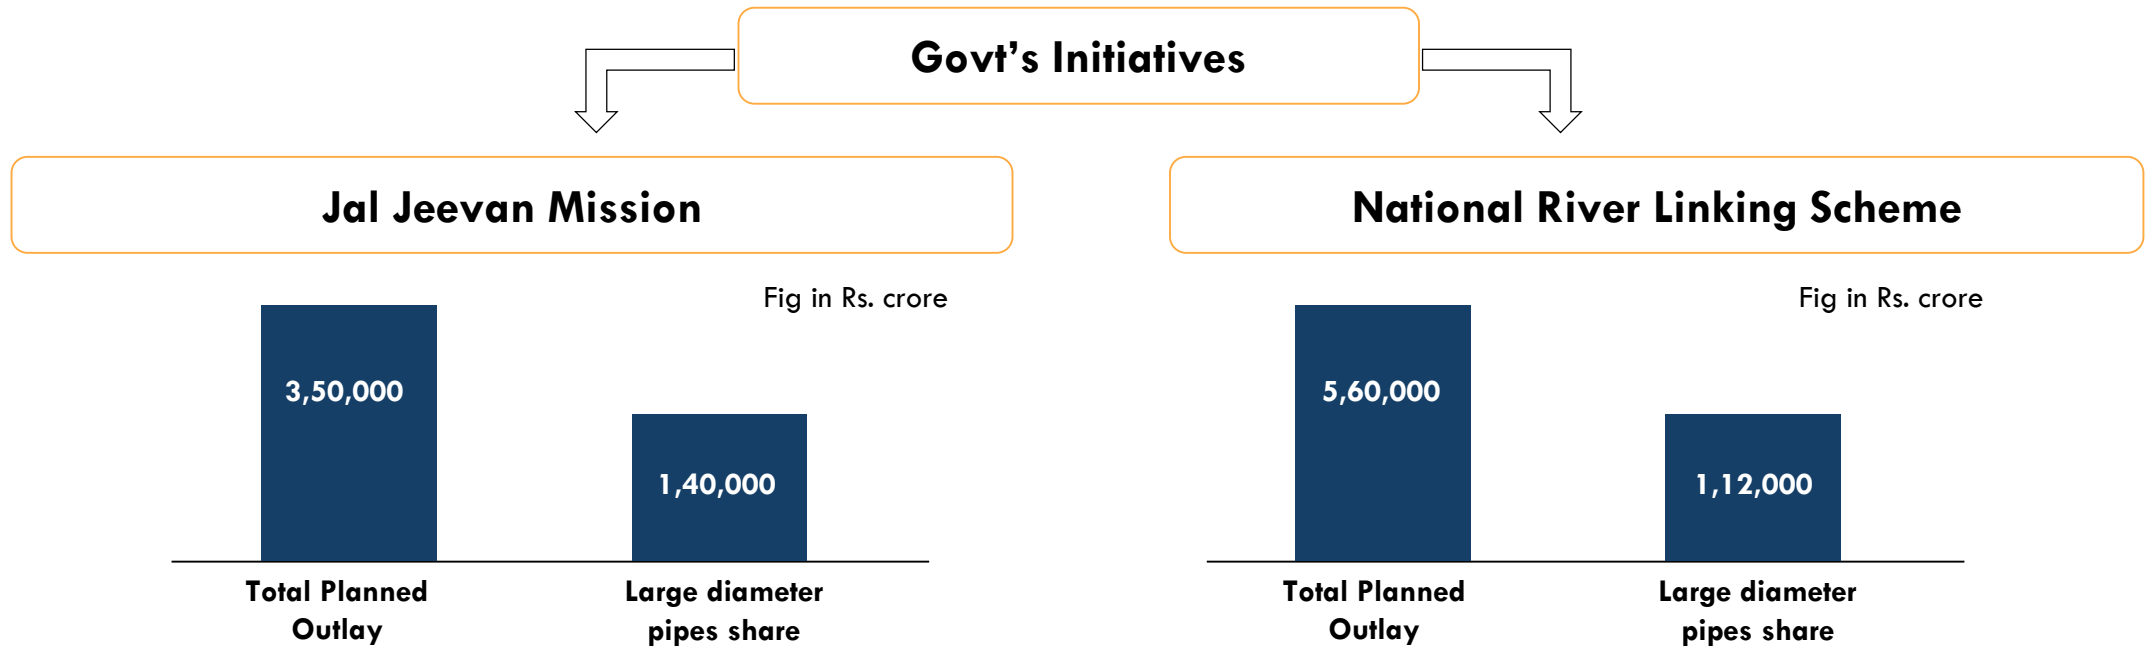 Govt's Initiatives
Jal Jeevan Mission
Fig in Rs. crore
3,50,000
1,40,000
Total Planned
Outlay
Large diameter
pipes share
National River Linking Scheme
Fig in Rs. crore
5,60,000
1,12,000
Total Planned
Outlay
Large diameter
pipes share